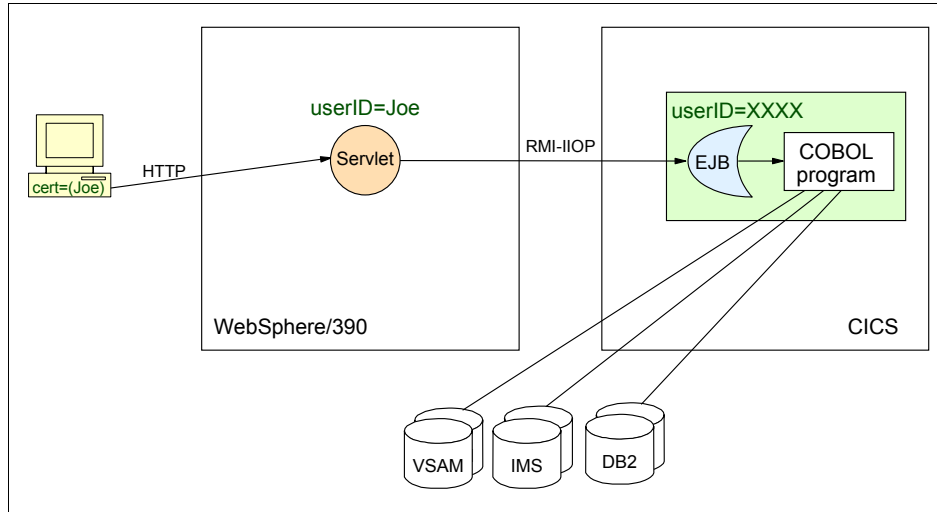 cert=(Joe)
HTTP
userID=Joe
Servlet
WebSphere/390
RMI-IIOP
userID=XXXX
EJB
COBOL
program
CICS
VSAM
IMS
DB2